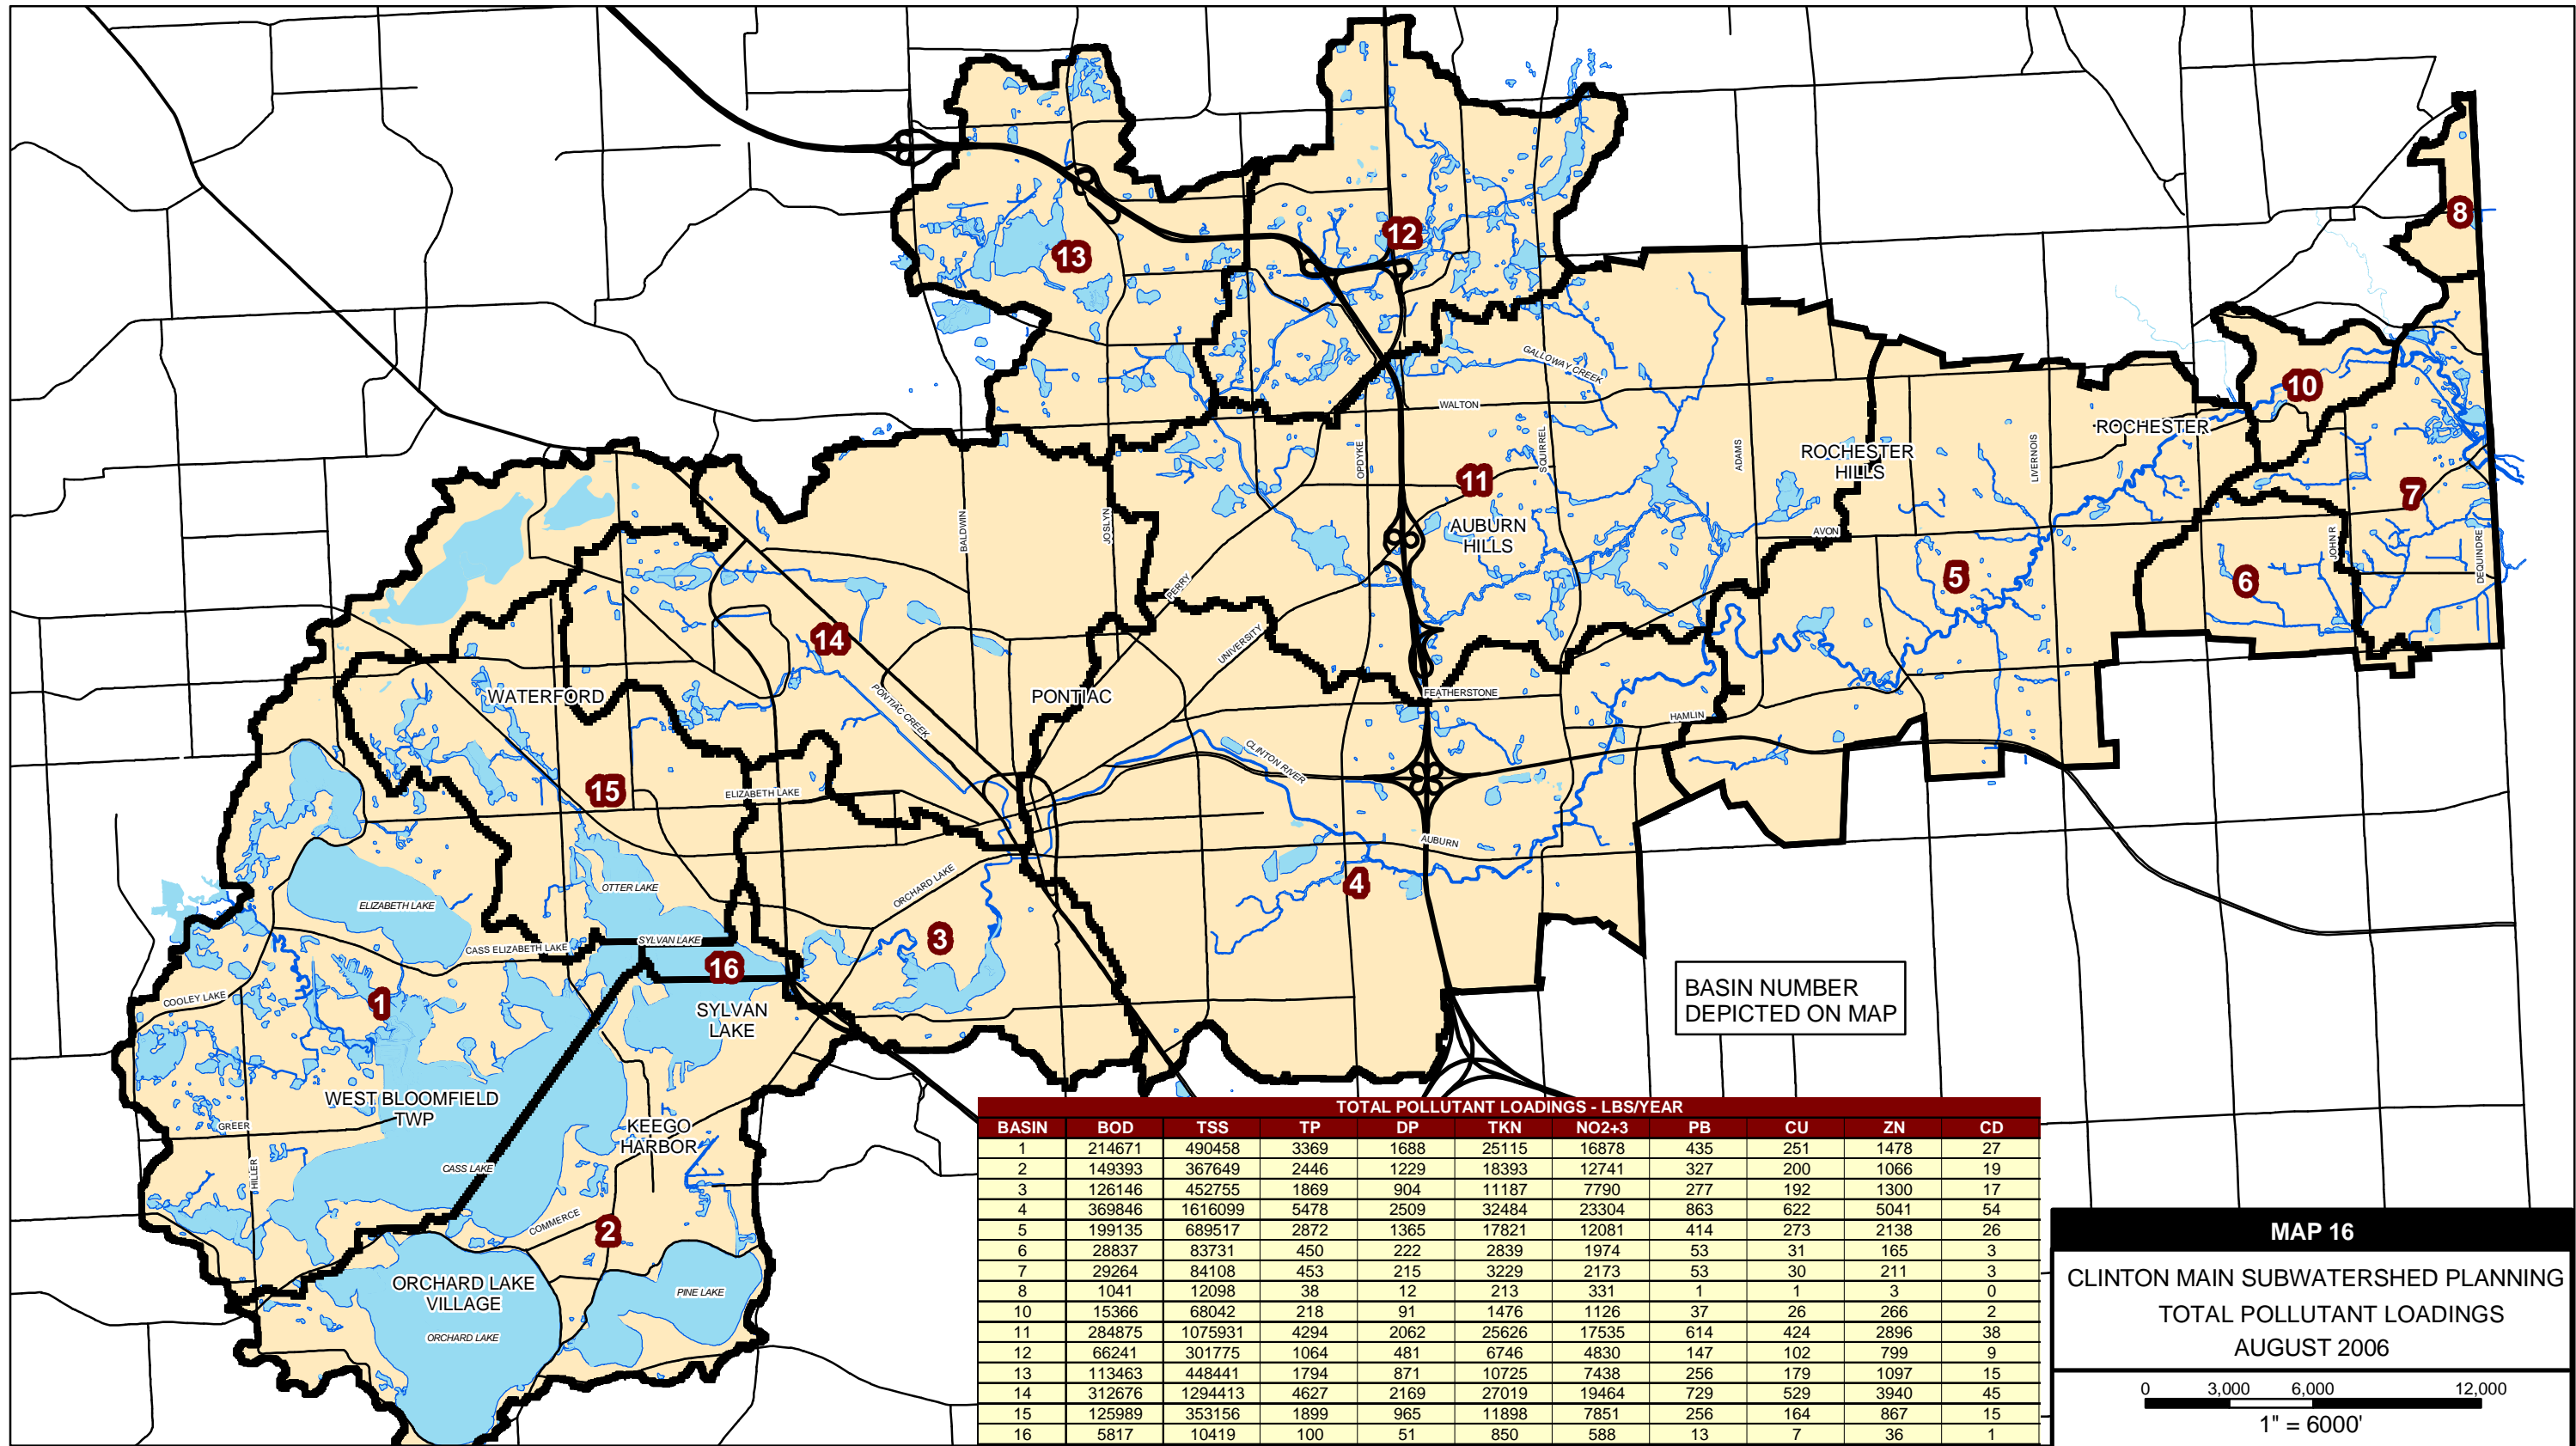 13
12
8
10
GALLOWAY CREEK
WALTON
ROCHESTER
ROCHESTER
HILLS
OPDYKE
SQUIRREL
ADAMS
LIVERNOIS
11
7
AUBURN
HILLS
BALDWIN
JOSLYN
AVON
JOHN R
DEQUINDRE
5
6
PERRY
14
UNIVERSITY
WATERFORD
PONTIAC
PONTIAC CREEK
FEATHERSTONE
HAMLIN
CLINTON RIVER
15
ELIZABETH LAKE
AUBURN
4
OTTER LAKE
ORCHARD LAKE
ELIZABETH LAKE
3
CASS ELIZABETH LAKE
SYLVAN LAKE
16
COOLEY LAKE
1
SYLVAN
LAKE
BASIN NUMBER
DEPICTED ON MAP
WEST BLOOMFIELD
TWP
GREER
KEEGO
HARBOR
HILLER
CASS LAKE
COMMERCE
2
ORCHARD LAKE
VILLAGE
PINE LAKE
ORCHARD LAKE
TOTAL POLLUTANT LOADINGS - LBS/YEAR
BASIN BOD TSS TP DP TKN NO2+3 PB CU ZN CD
1 214671 490458 3369 1688 25115 16878 435 251 1478 27
2 149393 367649 2446 1229 18393 12741 327 200 1066 19
3 126146 452755 1869 904 11187 7790 277 192 1300 17
4 369846 1616099 5478 2509 32484 23304 863 622 5041 54
5 199135 689517 2872 1365 17821 12081 414 273 2138 26
6 28837 83731 450 222 2839 1974 53 31 165 3
7 29264 84108 453 215 3229 2173 53 30 211 3
8 1041 12098 38 12 213 331 1 1 3 0
10 15366 68042 218 91 1476 1126 37 26 266 2
11 284875 1075931 4294 2062 25626 17535 614 424 2896 38
12 66241 301775 1064 481 6746 4830 147 102 799 9
13 113463 448441 1794 871 10725 7438 256 179 1097 15
14 312676 1294413 4627 2169 27019 19464 729 529 3940 45
15 125989 353156 1899 965 11898 7851 256 164 867 15
16 5817 10419 100 51 850 588 13 7 36 1
MAP 16
CLINTON MAIN SUBWATERSHED PLANNING
TOTAL POLLUTANT LOADINGS
AUGUST 2006
0 3,000 6,000 12,000
1" = 6000'